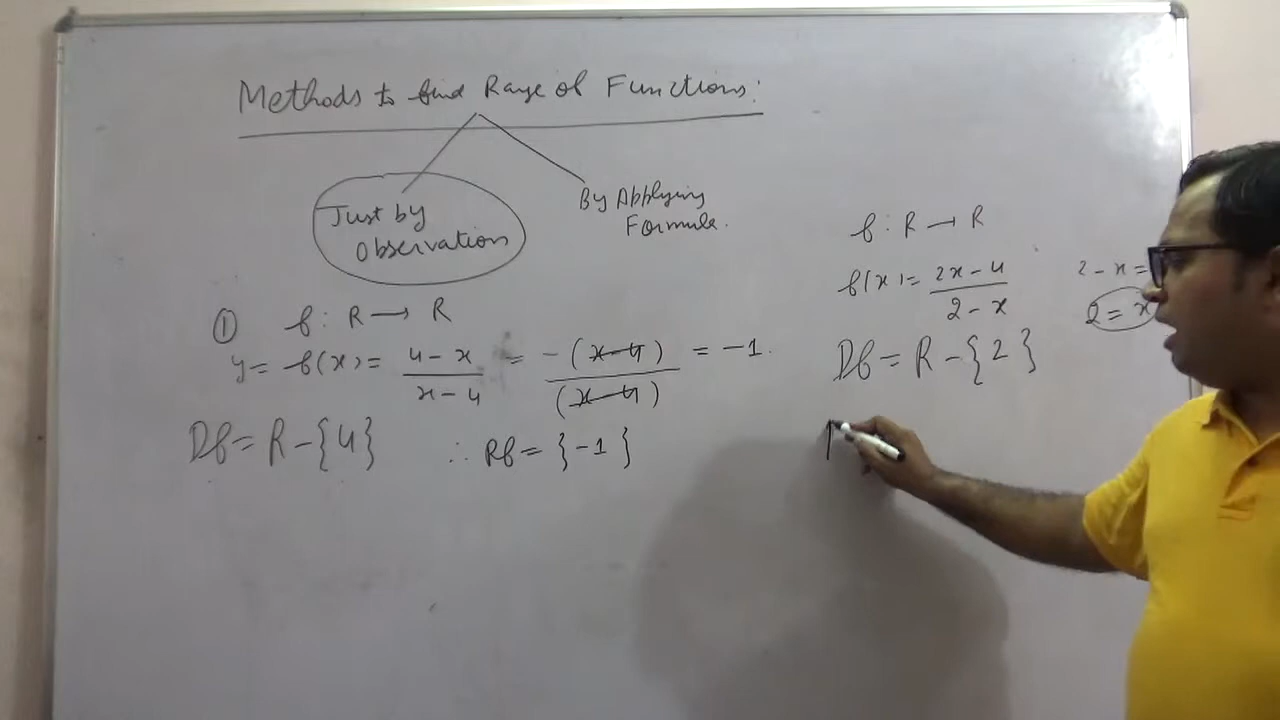 Methods to find Range of Functions:
Just by
Observation
By Applying
Formula.
① f : R → R
y = f(x) = 4 - x / x - 4 = -(x-4) / (x-4) = -1.
Df = R - {4} ∴ Rf = {-1}
f : R → R
f(x) = 2x - 4 / 2 - x
2 - x =
2 = x
Df = R - {2}